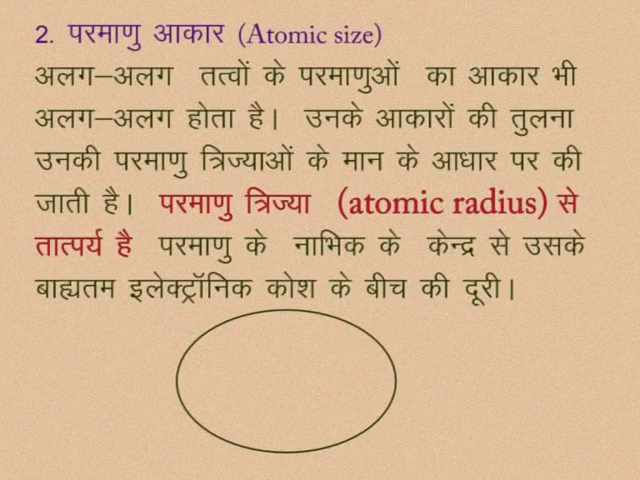 2. परमाणु आकार (Atomic size)
अलग–अलग तत्वों के परमाणुओं का आकार भी
अलग–अलग होता है। उनके आकारों की तुलना
उनकी परमाणु त्रिज्याओं के मान के आधार पर की
जाती है। परमाणु त्रिज्या (atomic radius) से
तात्पर्य है परमाणु के नाभिक के केन्द्र से उसके
बाह्यतम इलेक्ट्रॉनिक कोश के बीच की दूरी।